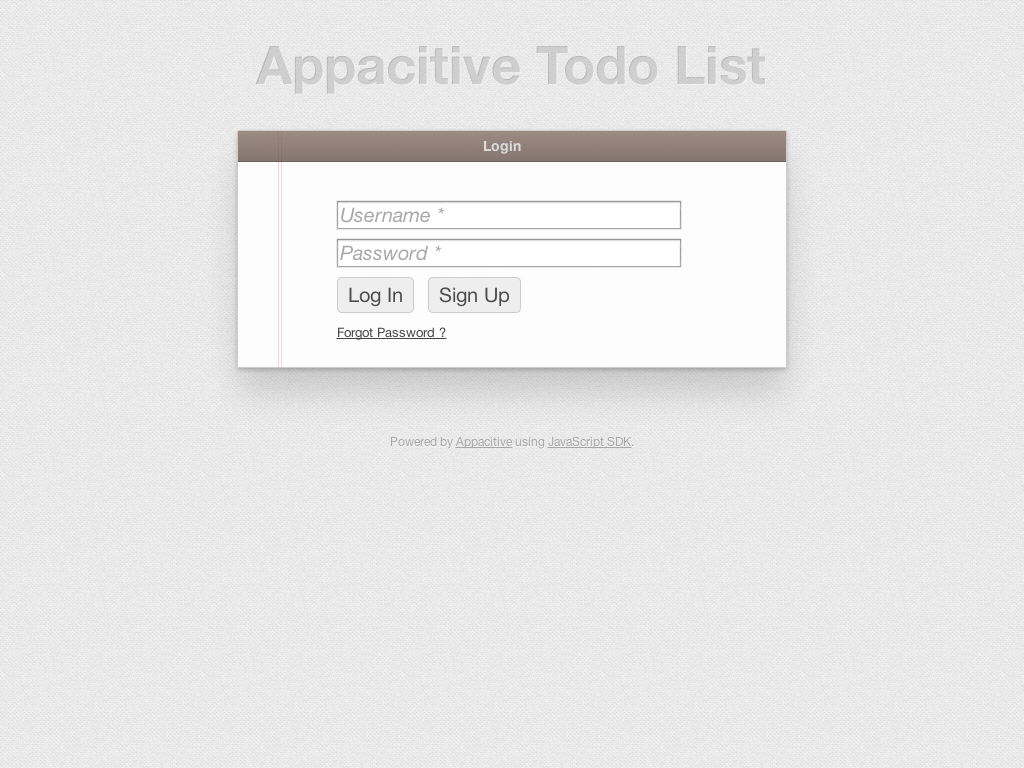 Appacitive Todo List
Login
Username *
Password *
Log In Sign Up
Forgot Password ?
Powered by Appacitive using JavaScript SDK.